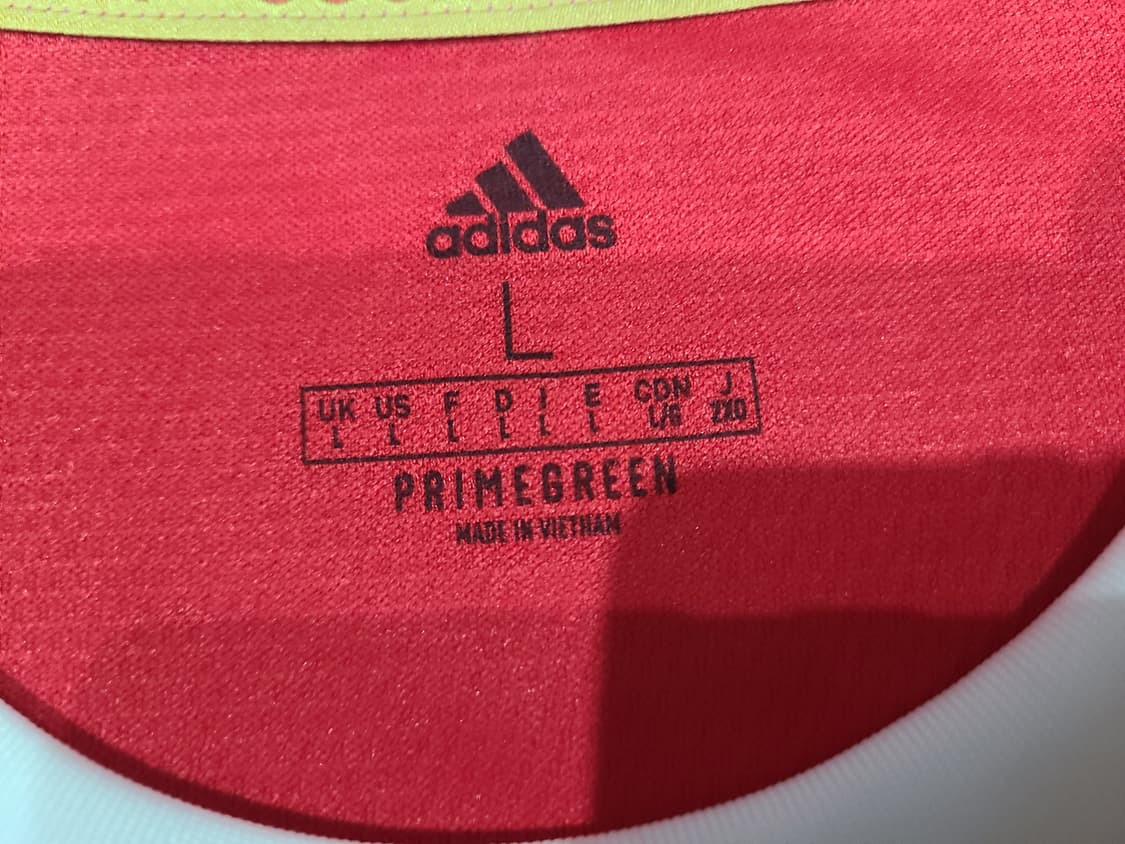 adidas
L
UK US F D I E CDN J
L L L L L L L/G 2XO
PRIMEGREEN
MADE IN VIETNAM